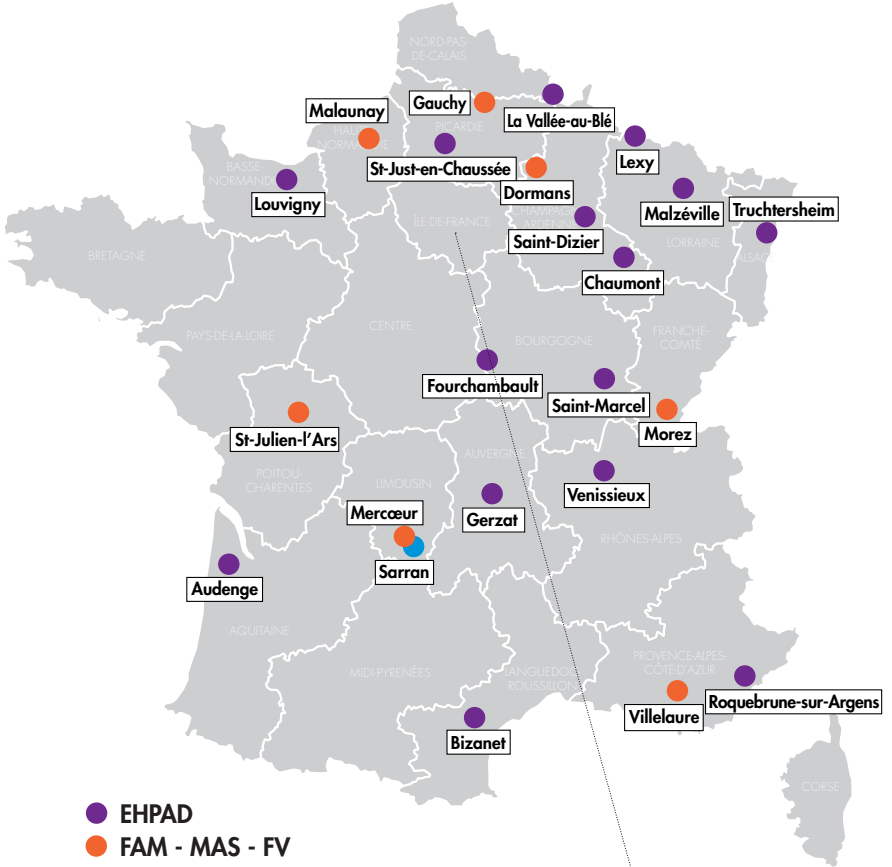 NORD-PAS-
DE-CALAIS
Malaunay
Gauchy
La Vallée-au-Blé
PICARDIE
HAUTE
NORMANDIE
St-Just-en-Chaussée
Lexy
BASSE-
NORMANDIE
Louvigny
Dormans
Malzéville
Truchtersheim
CHAMPAGNE
ARDENNE
ÎLE-DE-FRANCE
Saint-Dizier
LORRAINE
ALSACE
BRETAGNE
Chaumont
PAYS-DE-LA-LOIRE
CENTRE
BOURGOGNE
FRANCHE-
COMTÉ
Fourchambault
Saint-Marcel
Morez
St-Julien-l'Ars
AUVERGNE
POITOU-
CHARENTES
LIMOUSIN
Venissieux
Mercœur
Gerzat
RHÔNES-ALPES
Sarran
Audenge
AQUITAINE
MIDI-PYRÉNÉES
LANGUEDOC
ROUSSILLON
PROVENCE-ALPES-
CÔTE-D'AZUR
Villelaure
Roquebrune-sur-Argens
Bizanet
CORSE
EHPAD
FAM - MAS - FV